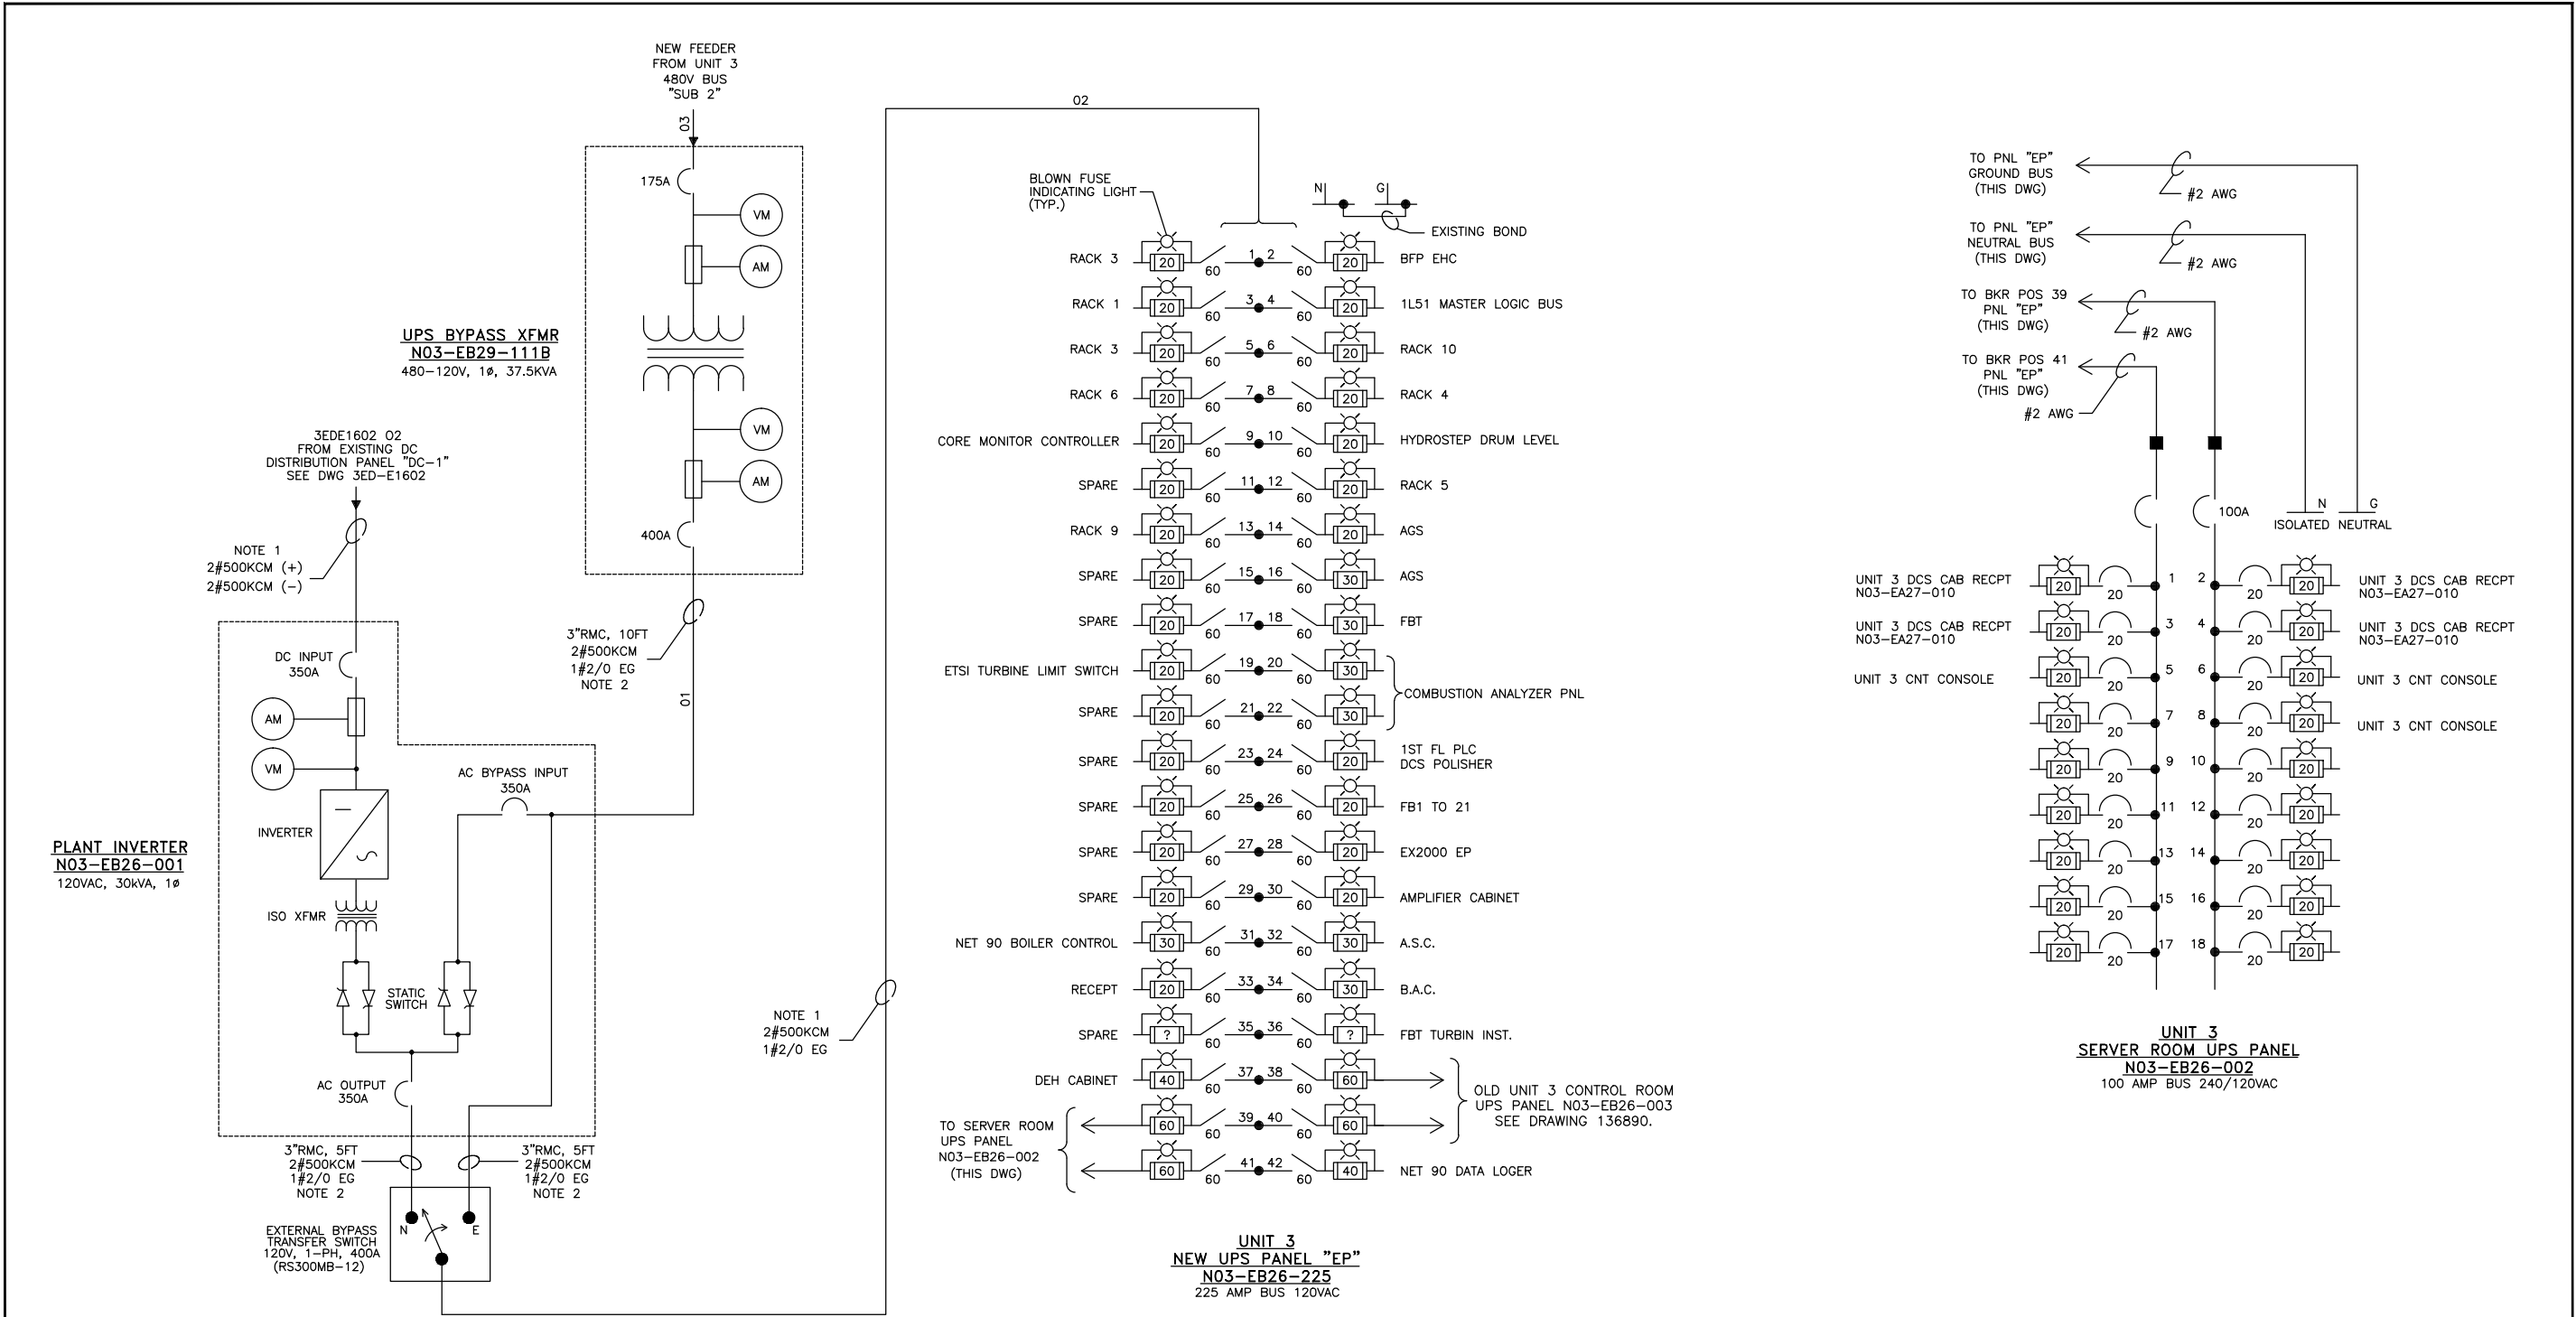 NEW FEEDER
FROM UNIT 3
480V BUS
"SUB 2"
03
175A
VM
AM
UPS BYPASS XFMR
N03-EB29-111B
480-120V, 1ø, 37.5KVA
VM
AM
400A
3"RMC, 10FT
2#500KCM
1#2/0 EG
NOTE 2
01
3EDE1602 02
FROM EXISTING DC
DISTRIBUTION PANEL "DC-1"
SEE DWG 3ED-E1602
NOTE 1
2#500KCM (+)
2#500KCM (-)
DC INPUT
350A
AM
VM
INVERTER
AC BYPASS INPUT
350A
PLANT INVERTER
N03-EB26-001
120VAC, 30kVA, 1ø
ISO XFMR
STATIC
SWITCH
AC OUTPUT
350A
3"RMC, 5FT
2#500KCM
1#2/0 EG
NOTE 2
3"RMC, 5FT
2#500KCM
1#2/0 EG
NOTE 2
N
E
EXTERNAL BYPASS
TRANSFER SWITCH
120V, 1-PH, 400A
(RS300MB-12)
02
NOTE 1
2#500KCM
1#2/0 EG
BLOWN FUSE
INDICATING LIGHT
(TYP.)
N
G
EXISTING BOND
RACK 3 20 60 1 2 60 20 BFP EHC
RACK 1 20 60 3 4 60 20 1L51 MASTER LOGIC BUS
RACK 3 20 60 5 6 60 20 RACK 10
RACK 6 20 60 7 8 60 20 RACK 4
CORE MONITOR CONTROLLER 20 60 9 10 60 20 HYDROSTEP DRUM LEVEL
SPARE 20 60 11 12 60 20 RACK 5
RACK 9 20 60 13 14 60 20 AGS
SPARE 20 60 15 16 60 30 AGS
SPARE 20 60 17 18 60 30 FBT
ETSI TURBINE LIMIT SWITCH 20 60 19 20 60 30
COMBUSTION ANALYZER PNL
SPARE 20 60 21 22 60 30
SPARE 20 60 23 24 60 20 1ST FL PLC
DCS POLISHER
SPARE 20 60 25 26 60 20 FB1 TO 21
SPARE 20 60 27 28 60 20 EX2000 EP
SPARE 20 60 29 30 60 20 AMPLIFIER CABINET
NET 90 BOILER CONTROL 30 60 31 32 60 30 A.S.C.
RECEPT 20 60 33 34 60 30 B.A.C.
SPARE ? 60 35 36 60 ? FBT TURBIN INST.
DEH CABINET 40 60 37 38 60 60
60 60 39 40 60 60
60 60 41 42 60 40 NET 90 DATA LOGER
OLD UNIT 3 CONTROL ROOM
UPS PANEL N03-EB26-003
SEE DRAWING 136890.
TO SERVER ROOM
UPS PANEL
N03-EB26-002
(THIS DWG)
UNIT 3
NEW UPS PANEL "EP"
N03-EB26-225
225 AMP BUS 120VAC
TO PNL "EP"
GROUND BUS
(THIS DWG)
#2 AWG
TO PNL "EP"
NEUTRAL BUS
(THIS DWG)
#2 AWG
TO BKR POS 39
PNL "EP"
(THIS DWG)
#2 AWG
TO BKR POS 41
PNL "EP"
(THIS DWG)
#2 AWG
100A
N
G
ISOLATED NEUTRAL
UNIT 3 DCS CAB RECPT
N03-EA27-010
20 20 1 2 20 20
UNIT 3 DCS CAB RECPT
N03-EA27-010
UNIT 3 DCS CAB RECPT
N03-EA27-010
20 20 3 4 20 20
UNIT 3 DCS CAB RECPT
N03-EA27-010
UNIT 3 CNT CONSOLE 20 20 5 6 20 20 UNIT 3 CNT CONSOLE
20 20 7 8 20 20 UNIT 3 CNT CONSOLE
20 20 9 10 20 20
20 20 11 12 20 20
20 20 13 14 20 20
20 20 15 16 20 20
20 20 17 18 20 20
UNIT 3
SERVER ROOM UPS PANEL
N03-EB26-002
100 AMP BUS 240/120VAC